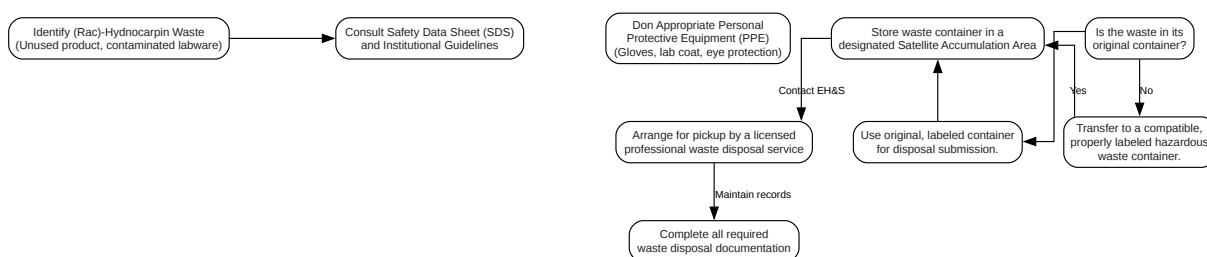 Identify (Rac)-Hydnocarpin Waste
(Unused product, contaminated labware)
Consult Safety Data Sheet (SDS)
and Institutional Guidelines
Don Appropriate Personal
Protective Equipment (PPE)
(Gloves, lab coat, eye protection)
Store waste container in a
designated Satellite Accumulation Area
Is the waste in its
original container?
Contact EH&S
Yes
No
Arrange for pickup by a licensed
professional waste disposal service
Use original, labeled container
for disposal submission.
Transfer to a compatible,
properly labeled hazardous
waste container.
Maintain records
Complete all required
waste disposal documentation